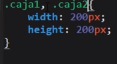 .caja1, .caja2{
    width: 200px;
    height: 200px;
}